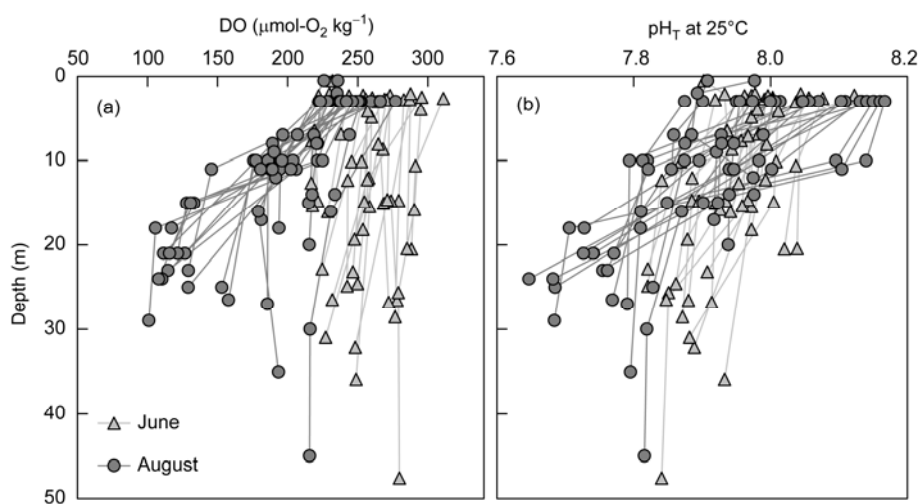 DO (μmol-O₂ kg⁻¹)
pH_T at 25°C
50 100 150 200 250 300
7.6 7.8 8.0 8.2
0
(a)
(b)
10
20
Depth (m)
30
40
June
August
50